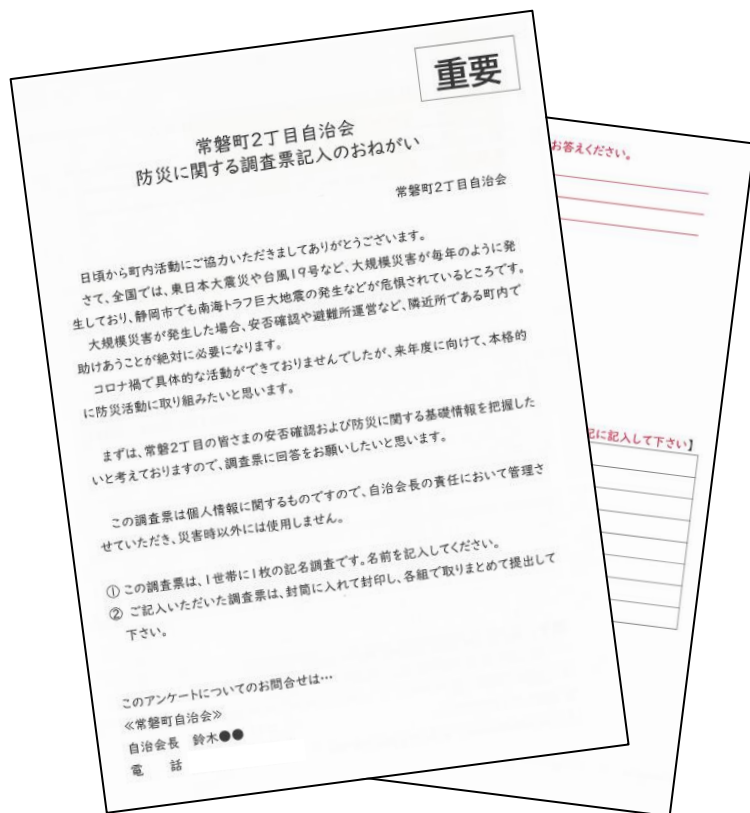 重要
常磐町2丁目自治会
防災に関する調査票記入のおねがい
常磐町2丁目自治会
日頃から町内活動にご協力いただきましてありがとうございます。
さて、全国では、東日本大震災や台風19号など、大規模災害が毎年のように発
生しており、静岡市でも南海トラフ巨大地震の発生などが危惧されているところです。
大規模災害が発生した場合、安否確認や避難所運営など、隣近所である町内で
助けあうことが絶対に必要になります。
コロナ禍で具体的な活動ができておりませんでしたが、来年度に向けて、本格的
に防災活動に取り組みたいと思います。
まずは、常磐2丁目の皆さまの安否確認および防災に関する基礎情報を把握した
いと考えておりますので、調査票に回答をお願いしたいと思います。
この調査票は個人情報に関するものですので、自治会長の責任において管理さ
せていただき、災害時以外には使用しません。
① この調査票は、1世帯に1枚の記名調査です。名前を記入してください。
② ご記入いただいた調査票は、封筒に入れて封印し、各組で取りまとめて提出して
下さい。
このアンケートについてのお問合せは…
≪常磐町自治会≫
自治会長 鈴木●●
電 話
お答えください。
記に記入して下さい】